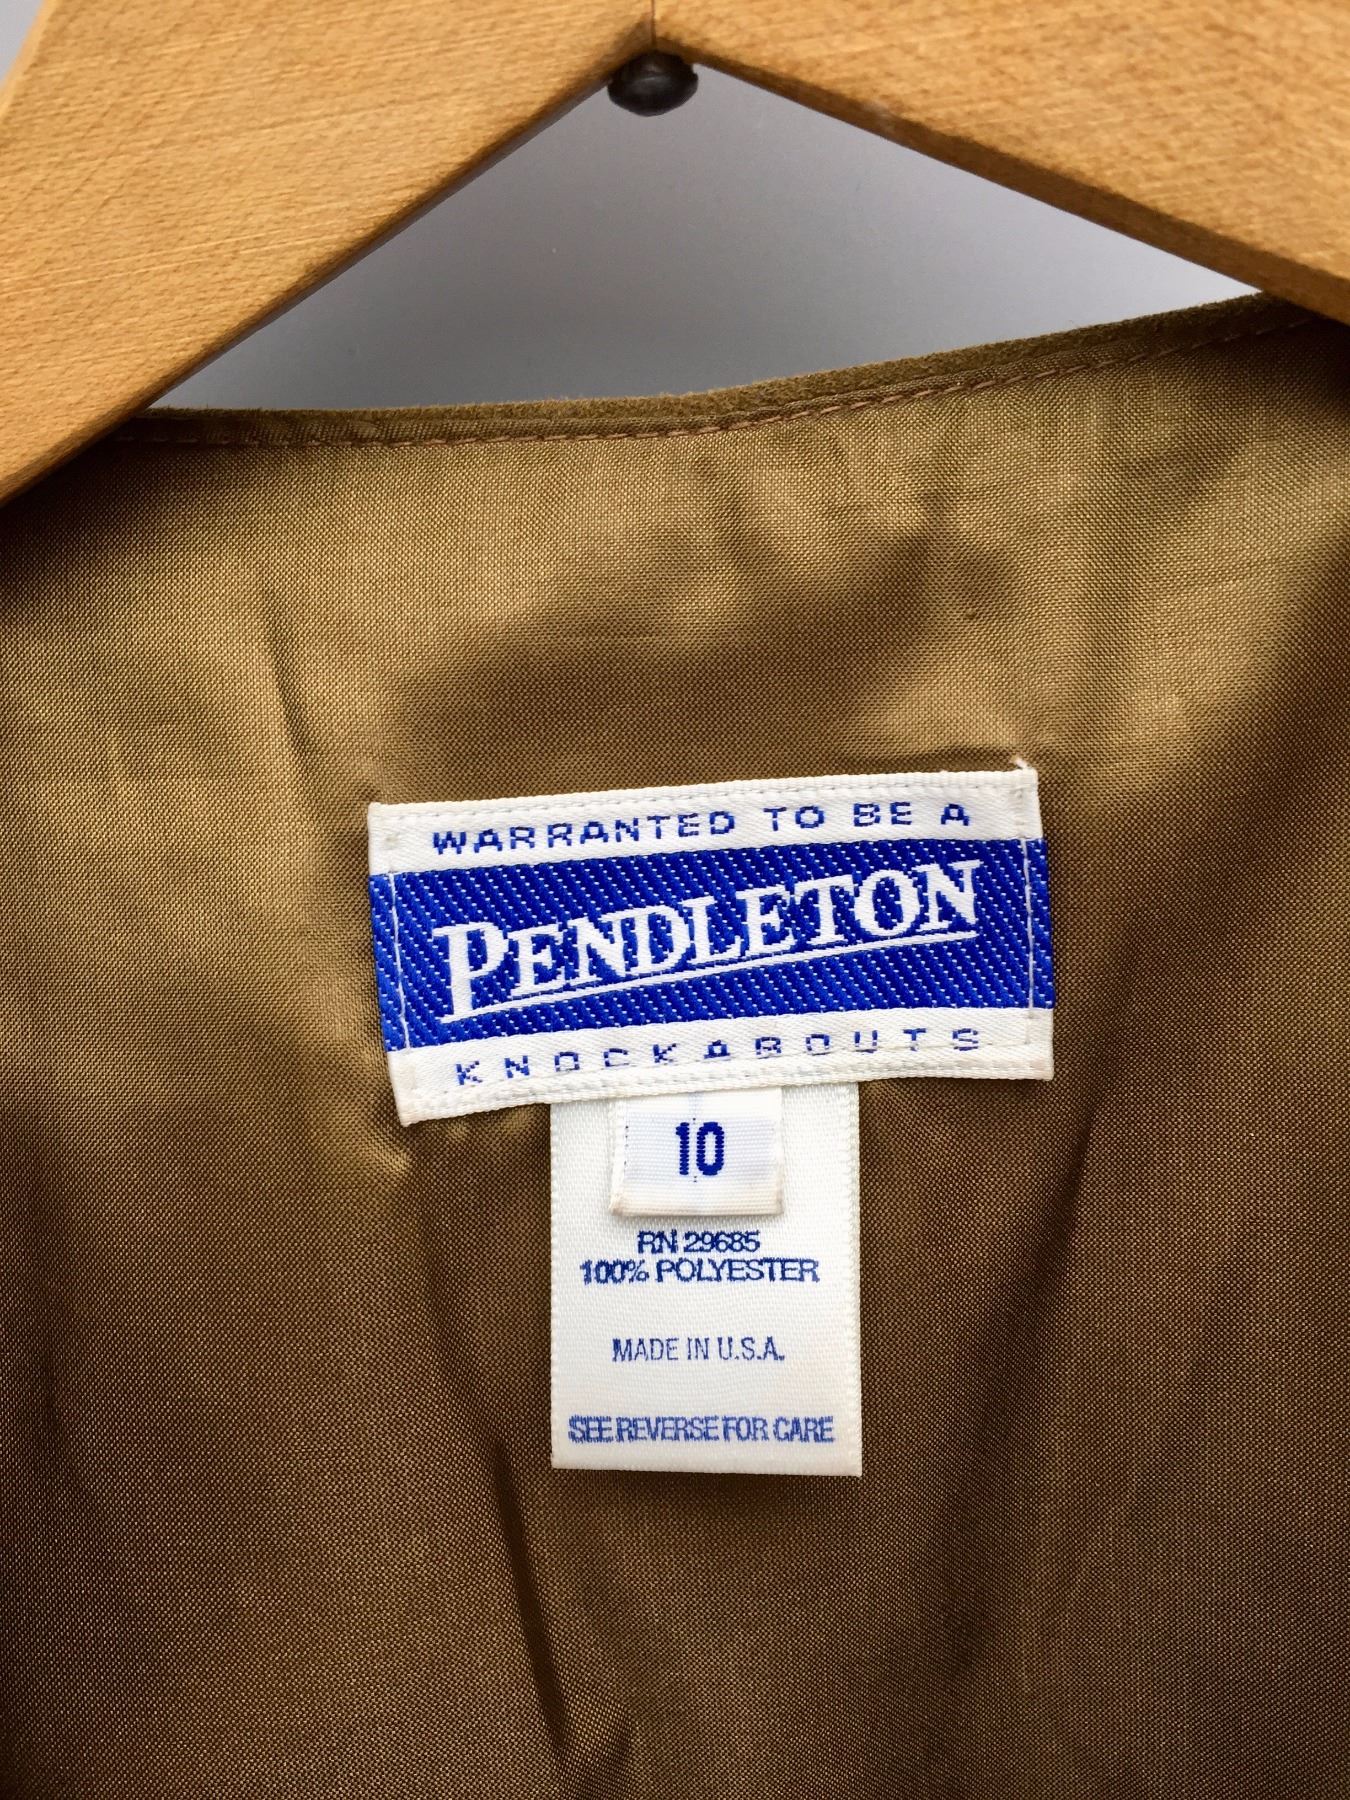 WARRANTED TO BE A
PENDLETON
KNOCKABOUTS
10
RN 29685
100% POLYESTER
MADE IN U.S.A.
SEE REVERSE FOR CARE